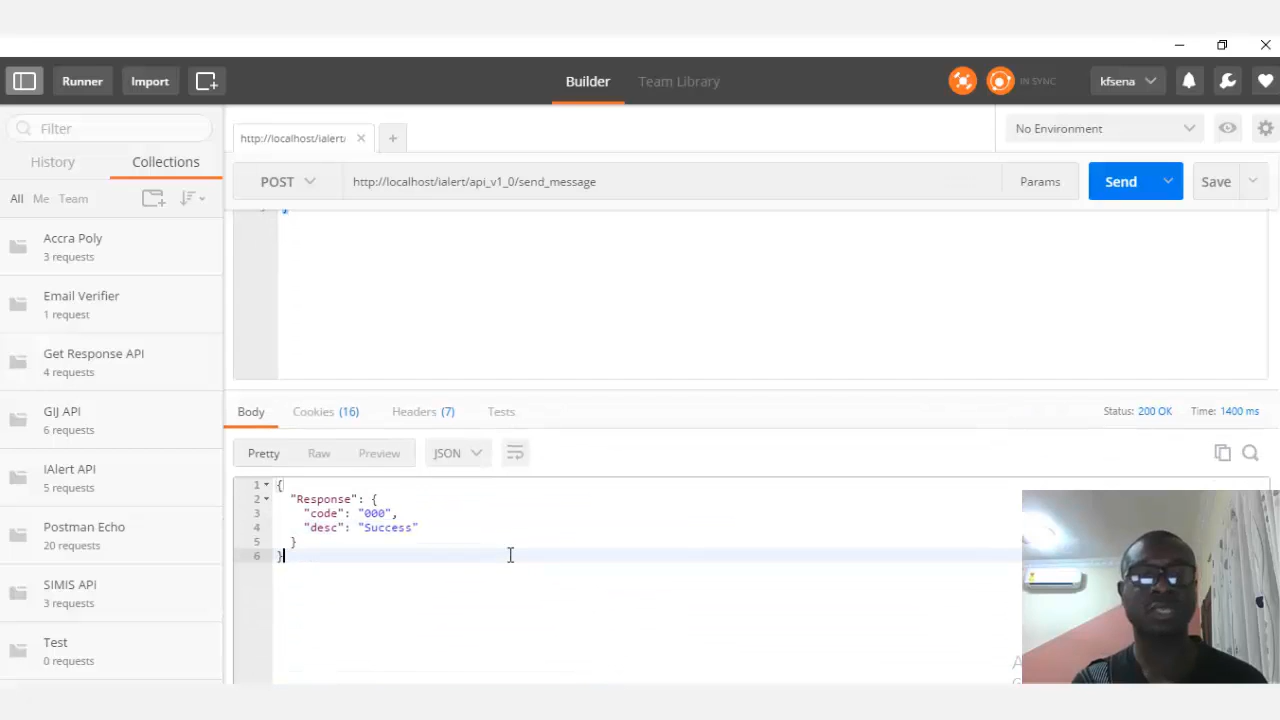 Runner Import Builder Team Library IN SYNC kfsena
Filter
http://localhost/ialert/ × +
No Environment
History Collections
POST http://localhost/ialert/api_v1_0/send_message Params Send Save
All Me Team
Accra Poly
3 requests
Email Verifier
1 request
Get Response API
4 requests
GIJ API
6 requests
IAlert API
5 requests
Postman Echo
20 requests
SIMIS API
3 requests
Test
0 requests
Body Cookies (16) Headers (7) Tests Status: 200 OK Time: 1400 ms
Pretty Raw Preview JSON
1 {
2 "Response": {
3 "code": "000",
4 "desc": "Success"
5 }
6 }